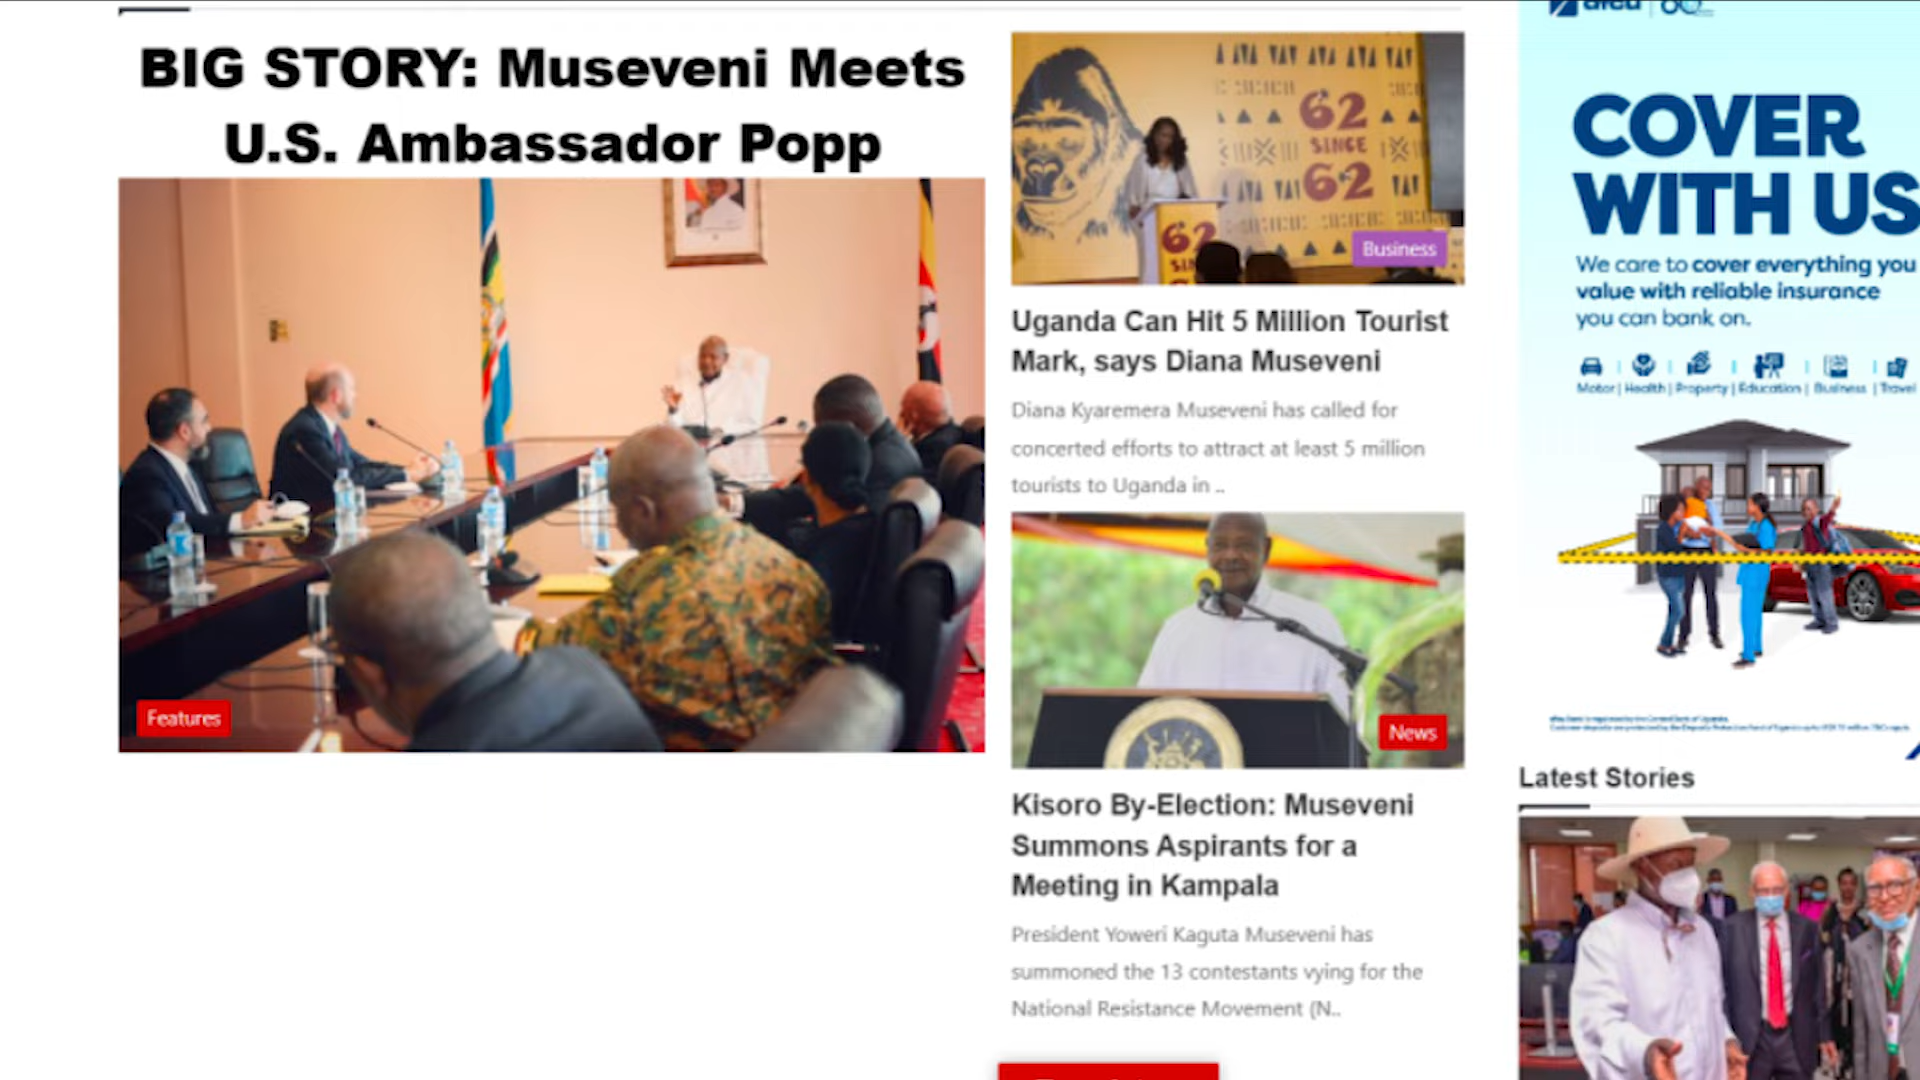 BIG STORY: Museveni Meets
U.S. Ambassador Popp
Features
62
SINCE
62
62
Business
Uganda Can Hit 5 Million Tourist
Mark, says Diana Museveni
Diana Kyaremera Museveni has called for
concerted efforts to attract at least 5 million
tourists to Uganda in ..
News
Kisoro By-Election: Museveni
Summons Aspirants for a
Meeting in Kampala
President Yoweri Kaguta Museveni has
summoned the 13 contestants vying for the
National Resistance Movement (N..
COVER
WITH US
We care to cover everything you
value with reliable insurance
you can bank on.
Motor | Health | Property | Education | Business | Travel
Latest Stories